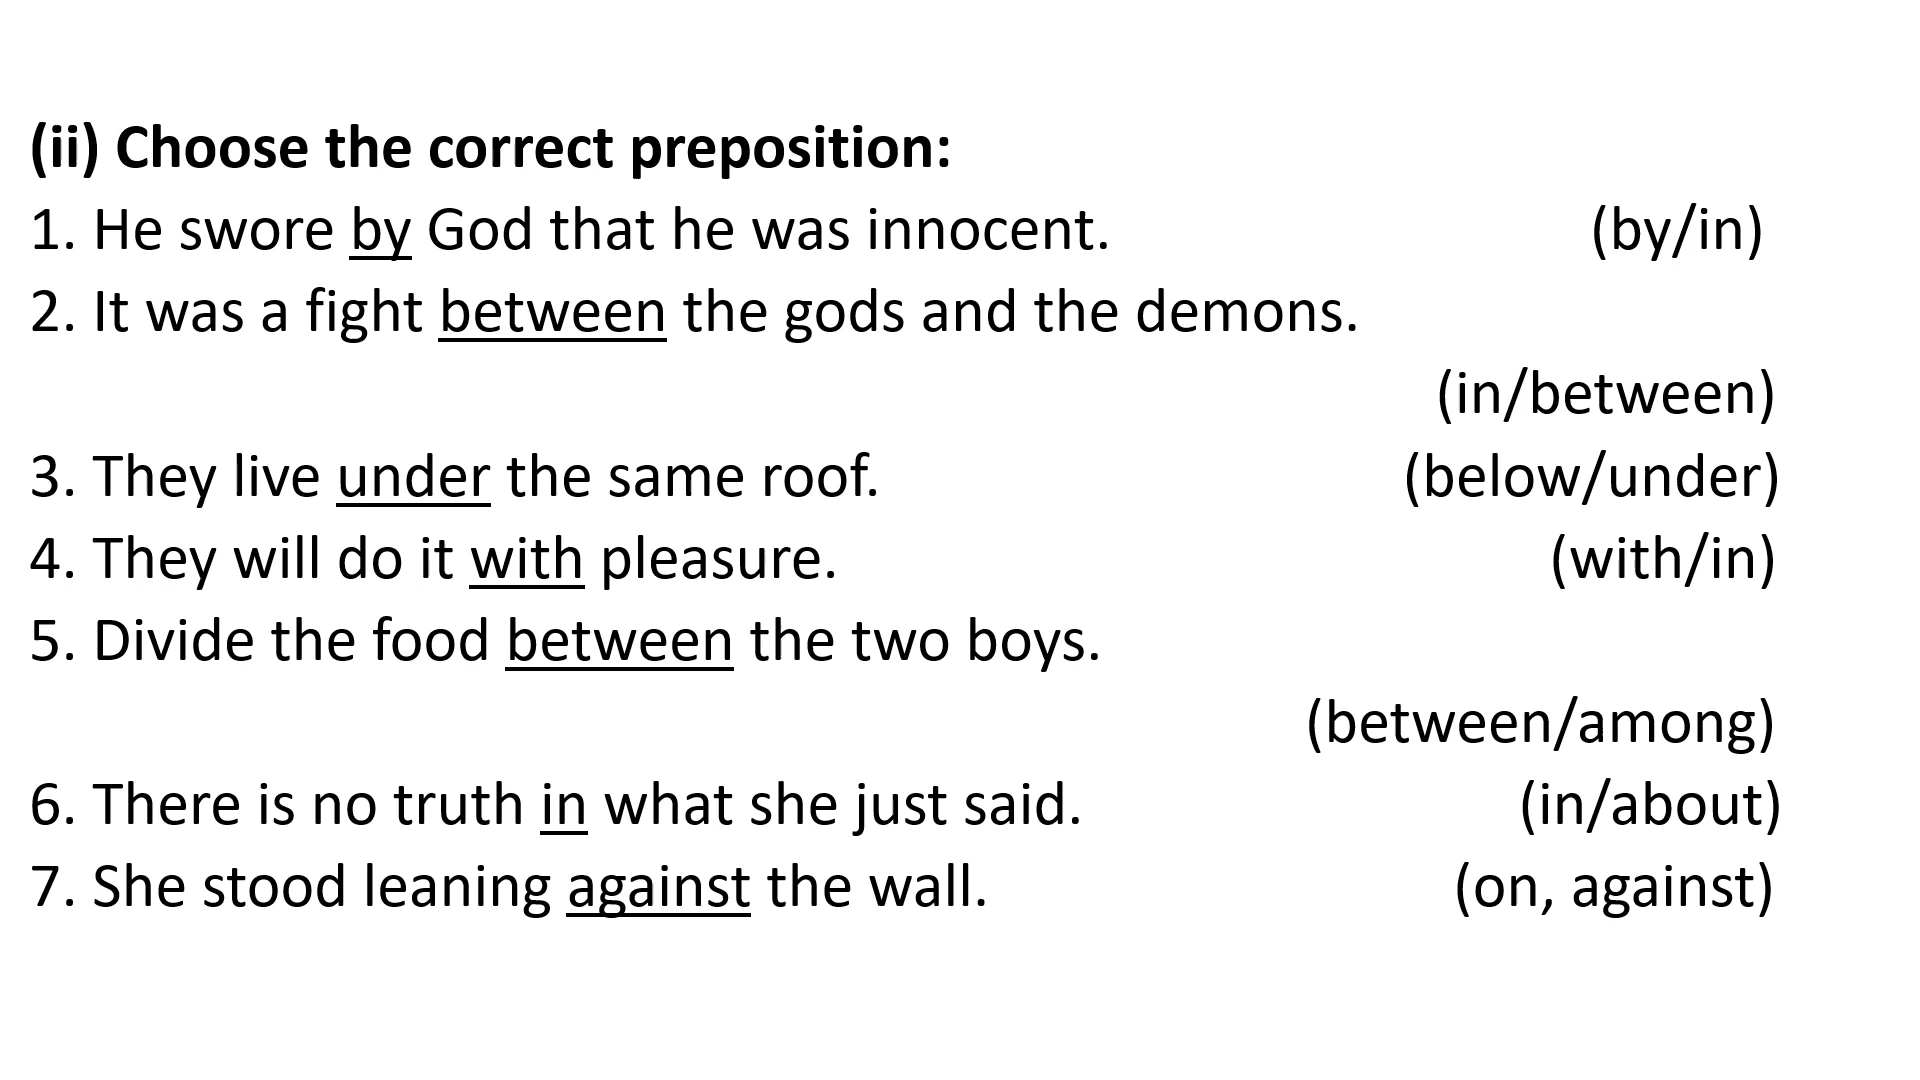 (ii) Choose the correct preposition:
1. He swore by God that he was innocent. (by/in)
2. It was a fight between the gods and the demons.
(in/between)
3. They live under the same roof. (below/under)
4. They will do it with pleasure. (with/in)
5. Divide the food between the two boys.
(between/among)
6. There is no truth in what she just said. (in/about)
7. She stood leaning against the wall. (on, against)